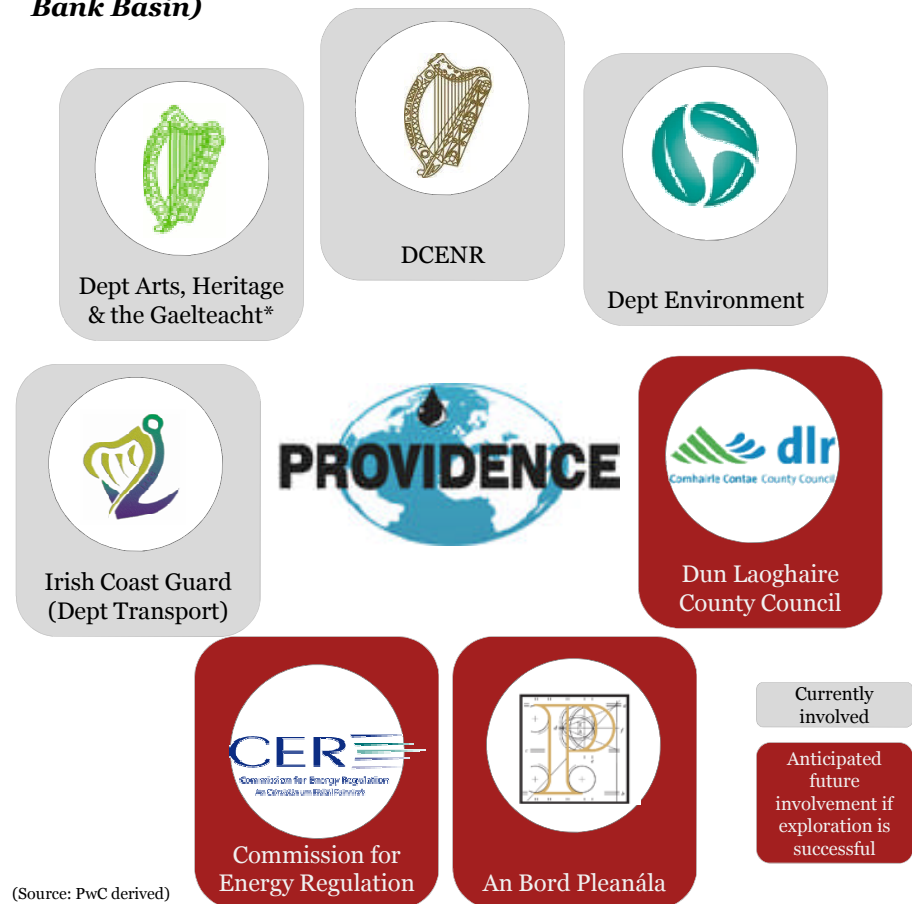 Bank Basin)
DCENR
Dept Arts, Heritage
& the Gaelteacht*
Dept Environment
PROVIDENCE
dlr
Comhairle Contae County Council
Irish Coast Guard
(Dept Transport)
Dun Laoghaire
County Council
CER
Commission for Energy Regulation
Commission for
Energy Regulation
An Bord Pleanála
Currently
involved
Anticipated
future
involvement if
exploration is
successful
(Source: PwC derived)